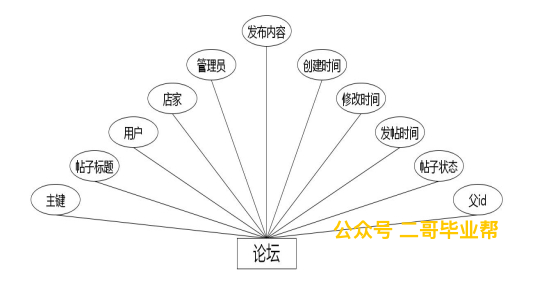 发布内容
管理员
创建时间
店家
修改时间
用户
发帖时间
帖子标题
帖子状态
主键
父id
公众号 二哥毕业帮
论坛